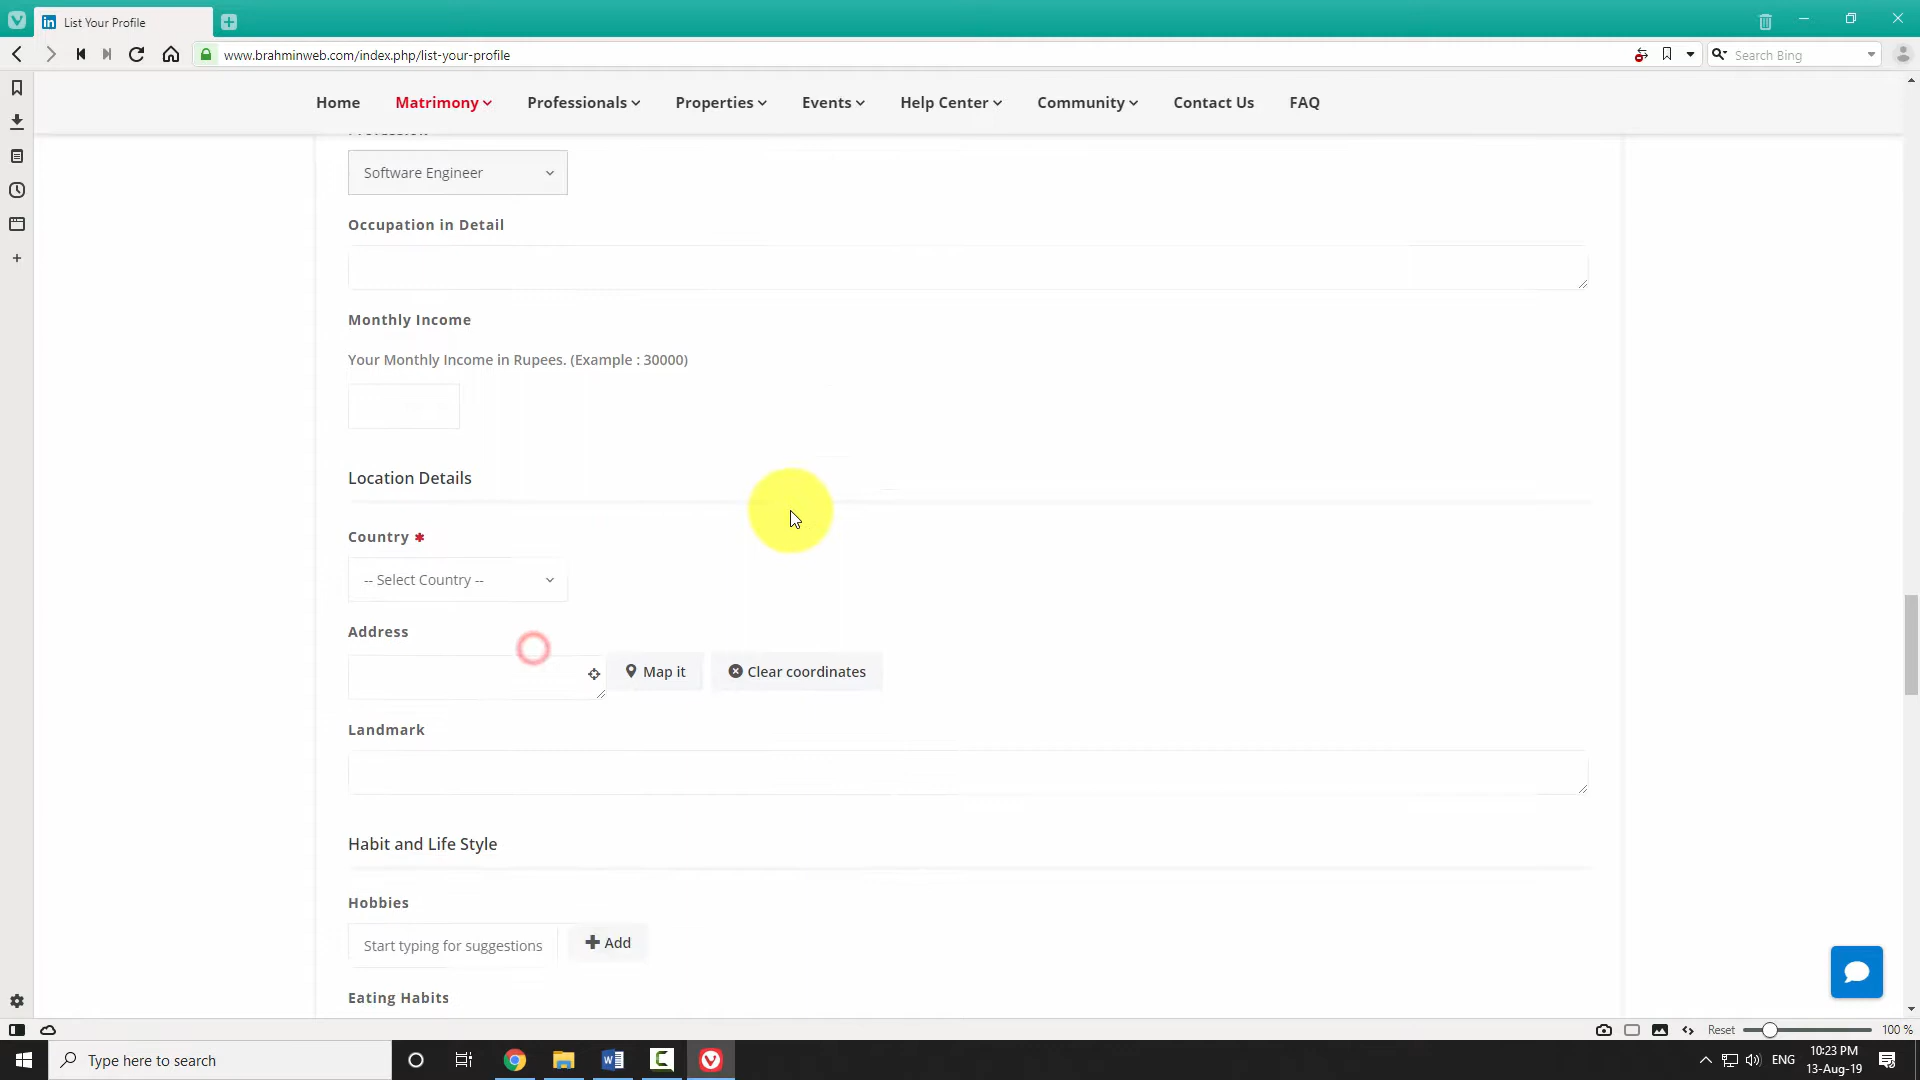 List Your Profile
www.brahminweb.com/index.php/list-your-profile
Search Bing
Home Matrimony Professionals Properties Events Help Center Community Contact Us FAQ
Software Engineer
Occupation in Detail
Monthly Income
Your Monthly Income in Rupees. (Example : 30000)
Location Details
Country *
-- Select Country --
Address
Map it
Clear coordinates
Landmark
Habit and Life Style
Hobbies
Start typing for suggestions
Add
Eating Habits
Reset 100 %
Type here to search
ENG
10:23 PM
13-Aug-19